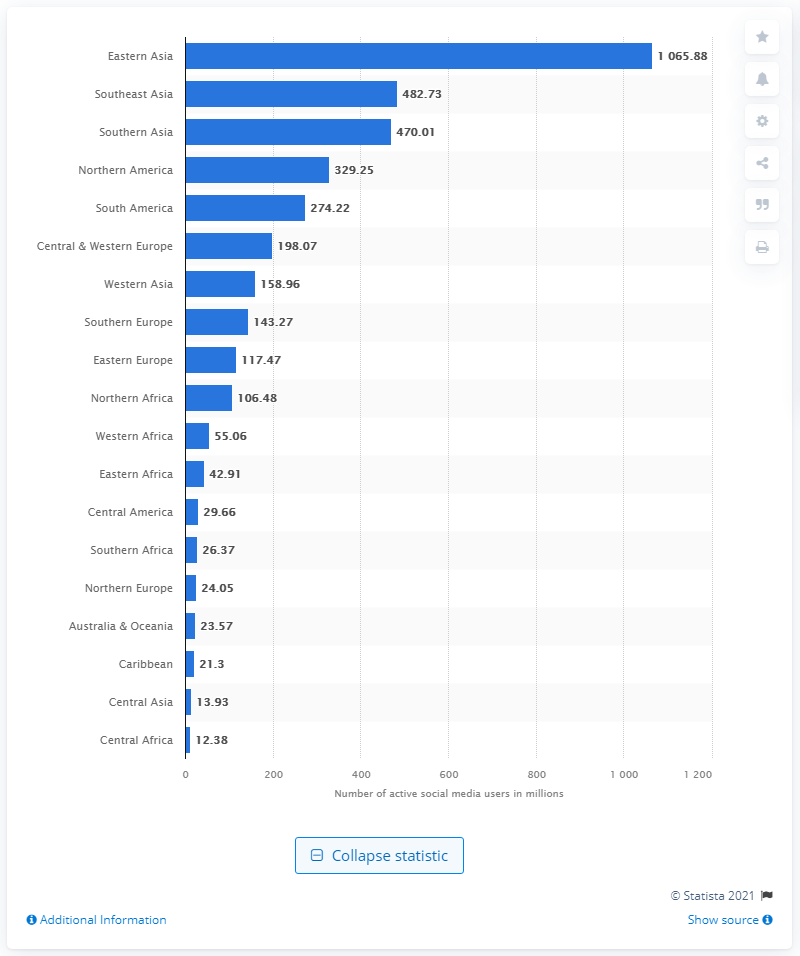 Eastern Asia 1 065.88
Southeast Asia 482.73
Southern Asia 470.01
Northern America 329.25
South America 274.22
Central & Western Europe 198.07
Western Asia 158.96
Southern Europe 143.27
Eastern Europe 117.47
Northern Africa 106.48
Western Africa 55.06
Eastern Africa 42.91
Central America 29.66
Southern Africa 26.37
Northern Europe 24.05
Australia & Oceania 23.57
Caribbean 21.3
Central Asia 13.93
Central Africa 12.38
0 200 400 600 800 1 000 1 200
Number of active social media users in millions
Collapse statistic
© Statista 2021
Additional Information
Show source